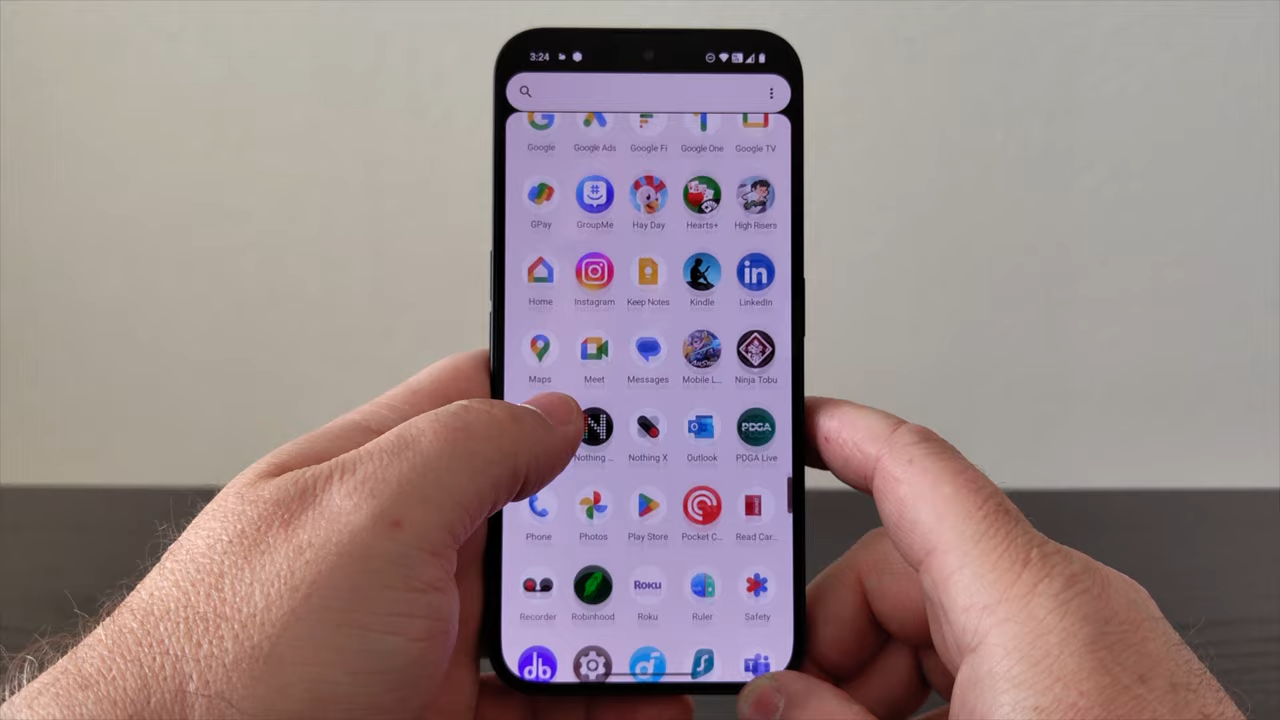 3:24
Google Google Ads Google Fi Google One Google TV
GPay GroupMe Hay Day Hearts+ High Risers
Home Instagram Keep Notes Kindle LinkedIn
Maps Meet Messages Mobile L... Ninja Tobu
Nothing ... Nothing X Outlook PDGA Live
Phone Photos Play Store Pocket C... Read Car...
Recorder Robinhood Roku Ruler Safety